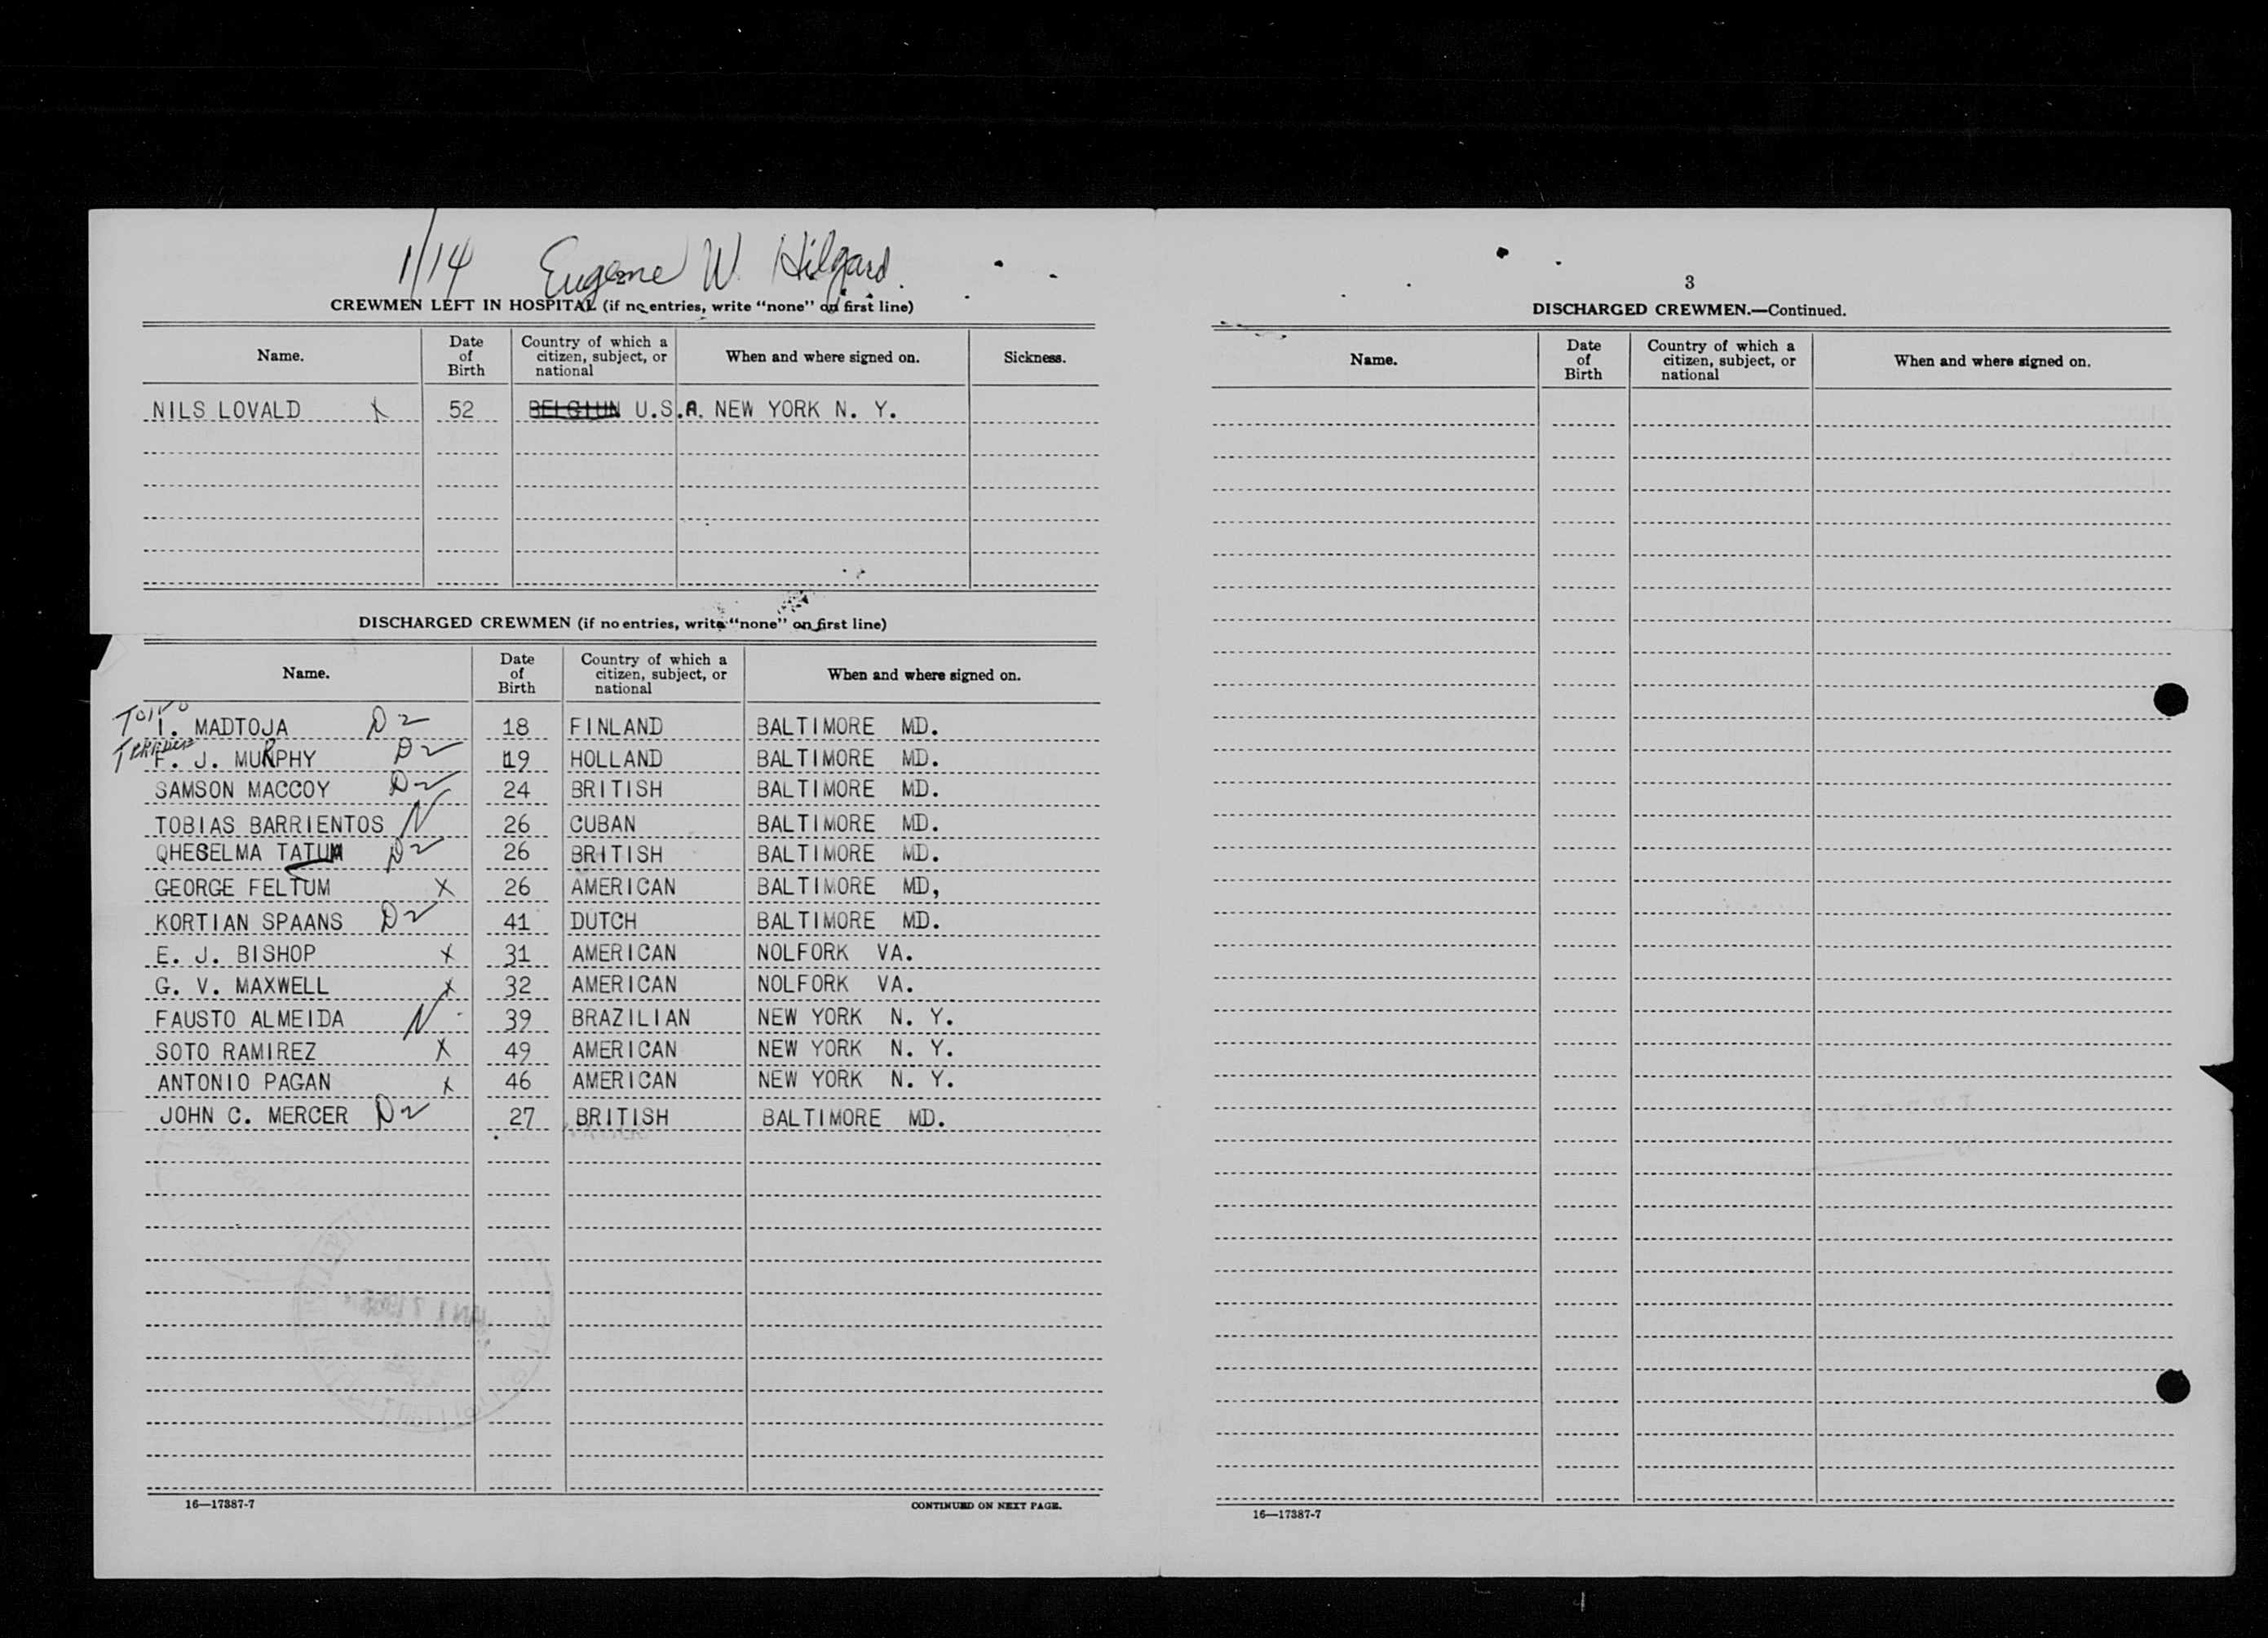 1/14 Eugene W. Hilgard.
CREWMEN LEFT IN HOSPITAL (if no entries, write “none” on first line)
Name. Date of Birth Country of which a citizen, subject, or national When and where signed on. Sickness.
NILS LOVALD X 52 BELGIUN U.S.A. NEW YORK N. Y.
DISCHARGED CREWMEN (if no entries, write “none” on first line)
Name. Date of Birth Country of which a citizen, subject, or national When and where signed on.
Toivo
T. MADTOJA D2 18 FINLAND BALTIMORE MD.
F. J. MURPHY D2 19 HOLLAND BALTIMORE MD.
SAMSON MACCOY D2 24 BRITISH BALTIMORE MD.
TOBIAS BARRIENTOS N 26 CUBAN BALTIMORE MD.
QHESELMA TATUM D2 26 BRITISH BALTIMORE MD.
GEORGE FELTUM X 26 AMERICAN BALTIMORE MD,
KORTIAN SPAANS D2 41 DUTCH BALTIMORE MD.
E. J. BISHOP X 31 AMERICAN NOLFORK VA.
G. V. MAXWELL X 32 AMERICAN NOLFORK VA.
FAUSTO ALMEIDA N 39 BRAZILIAN NEW YORK N. Y.
SOTO RAMIREZ X 49 AMERICAN NEW YORK N. Y.
ANTONIO PAGAN X 46 AMERICAN NEW YORK N. Y.
JOHN C. MERCER D2 27 BRITISH BALTIMORE MD.
16—17387-7 CONTINUED ON NEXT PAGE.
3
DISCHARGED CREWMEN.—Continued.
Name. Date of Birth Country of which a citizen, subject, or national When and where signed on.
16—17387-7